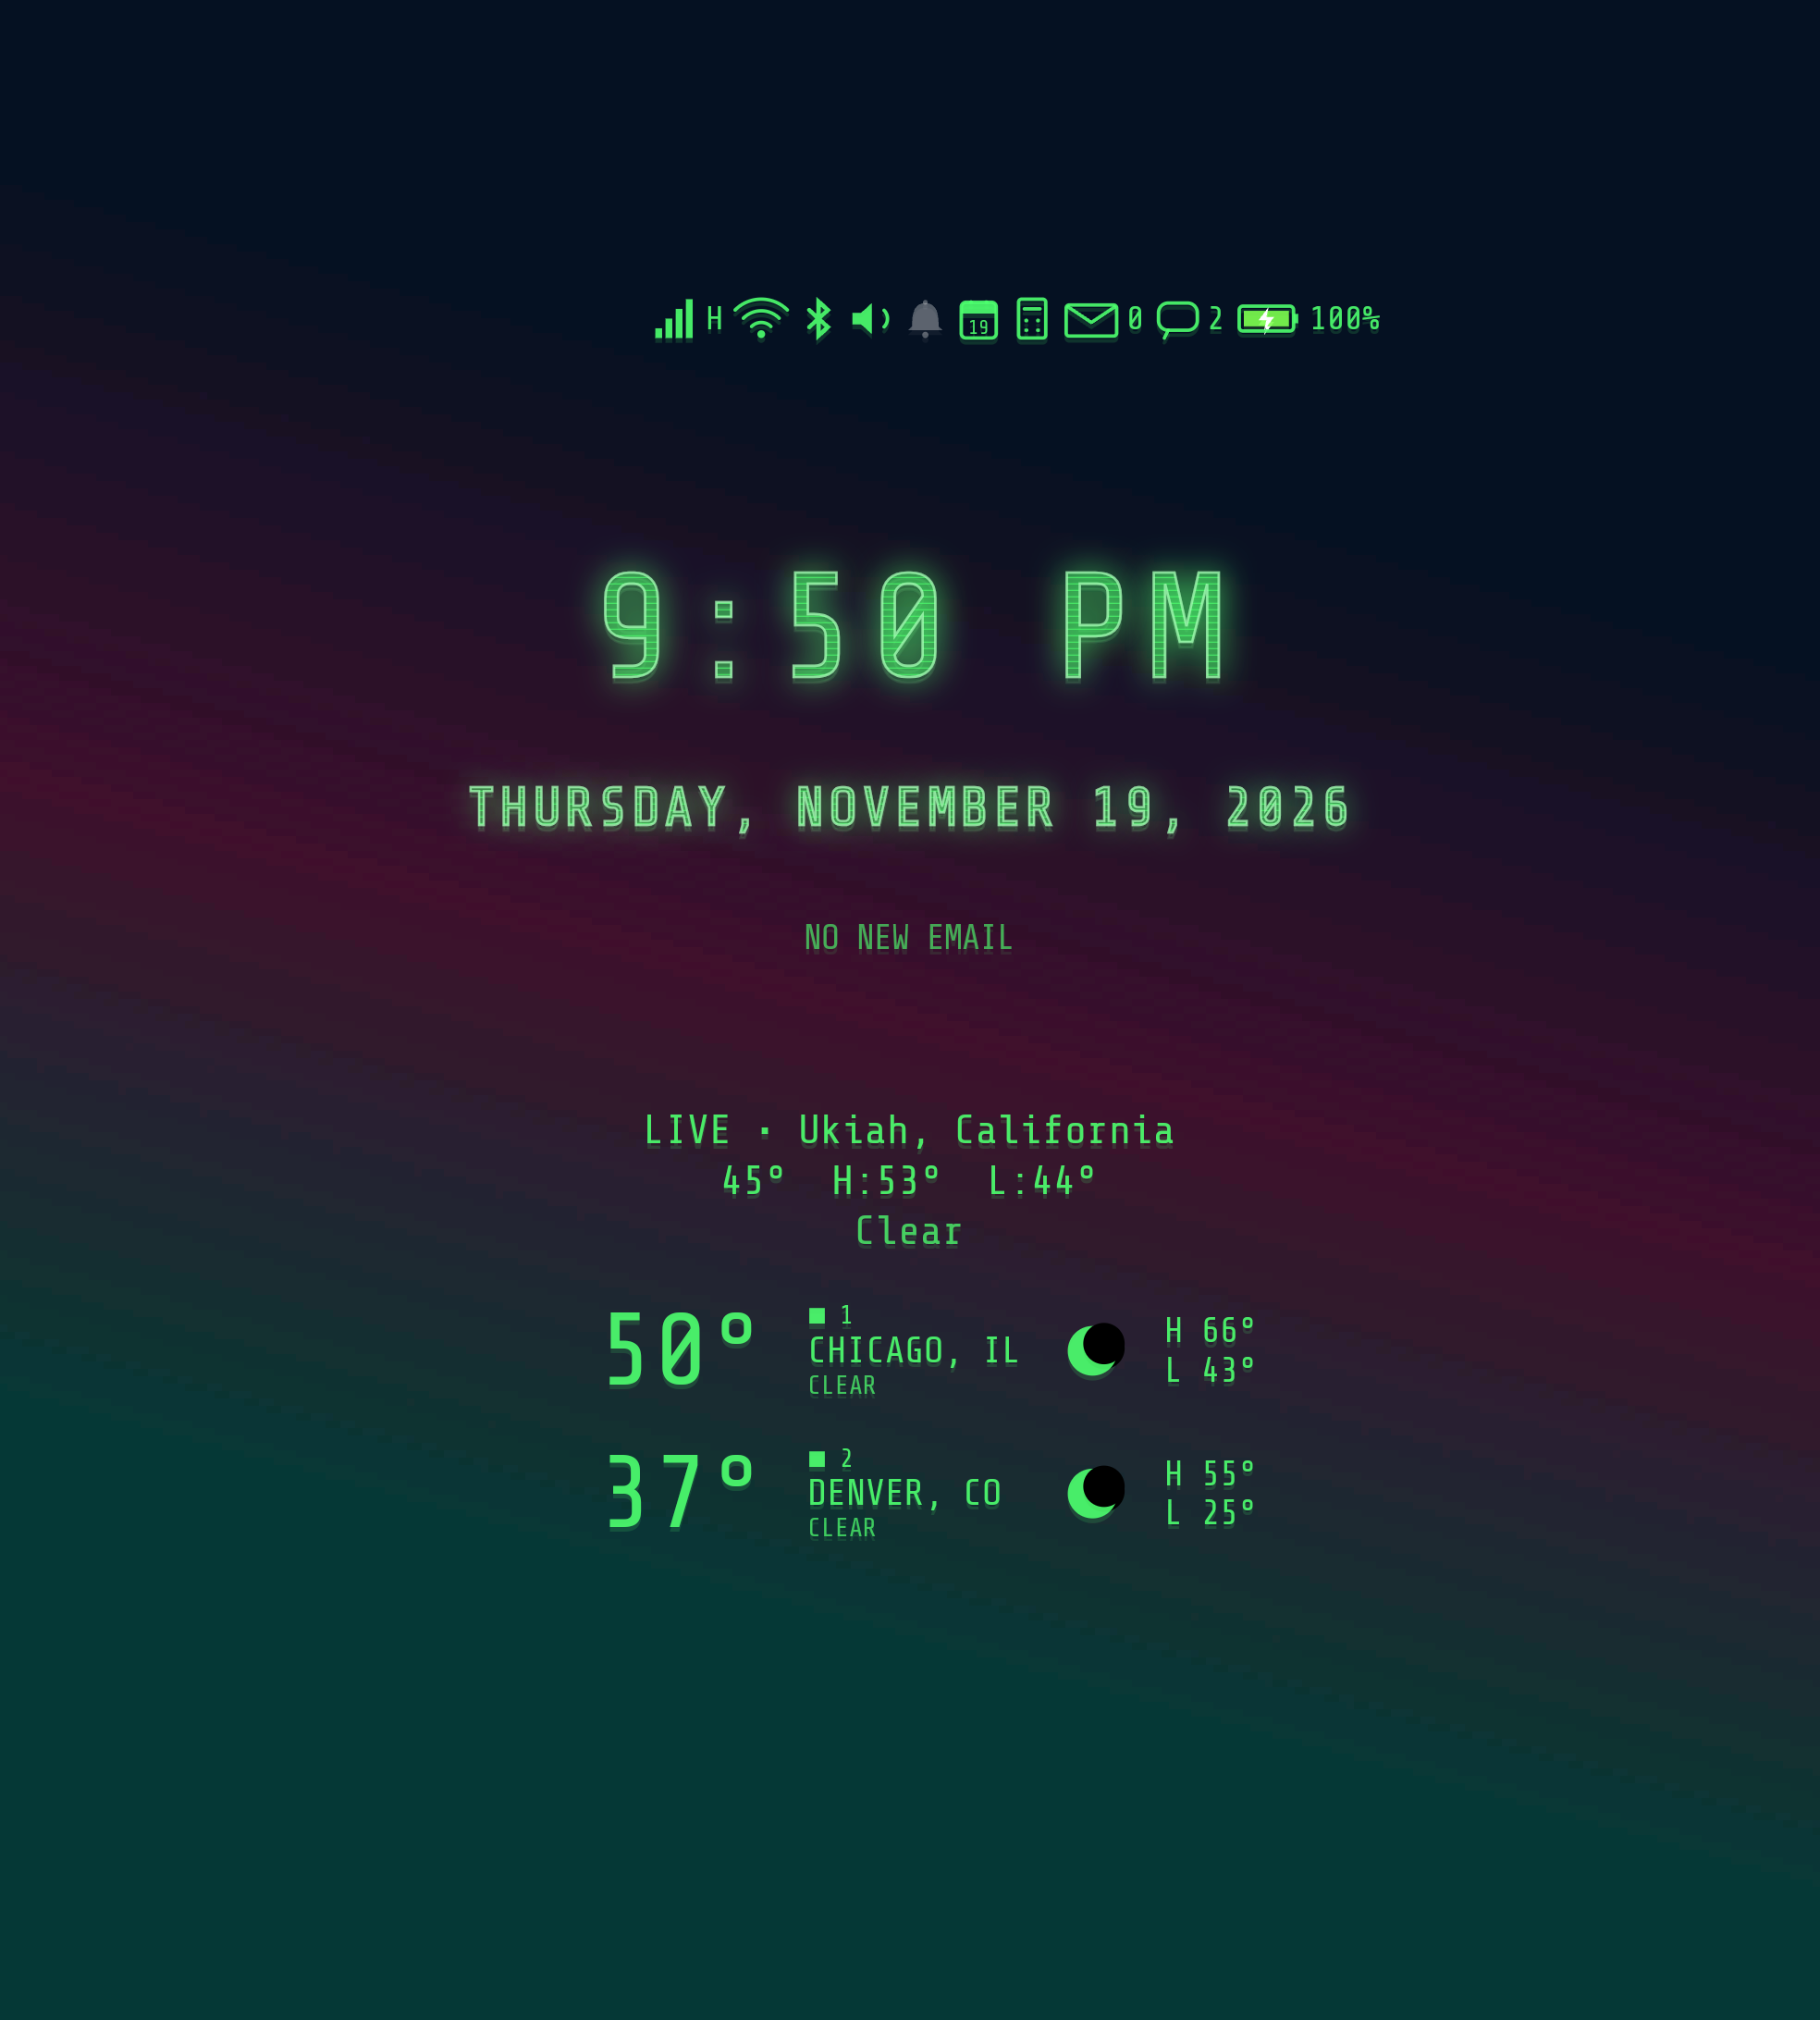 H 19 0 2 100%
9:50 PM
THURSDAY, NOVEMBER 19, 2026
NO NEW EMAIL
LIVE · Ukiah, California
45° H:53° L:44°
Clear
50°
■ 1
CHICAGO, IL
CLEAR
H 66°
L 43°
37°
■ 2
DENVER, CO
CLEAR
H 55°
L 25°